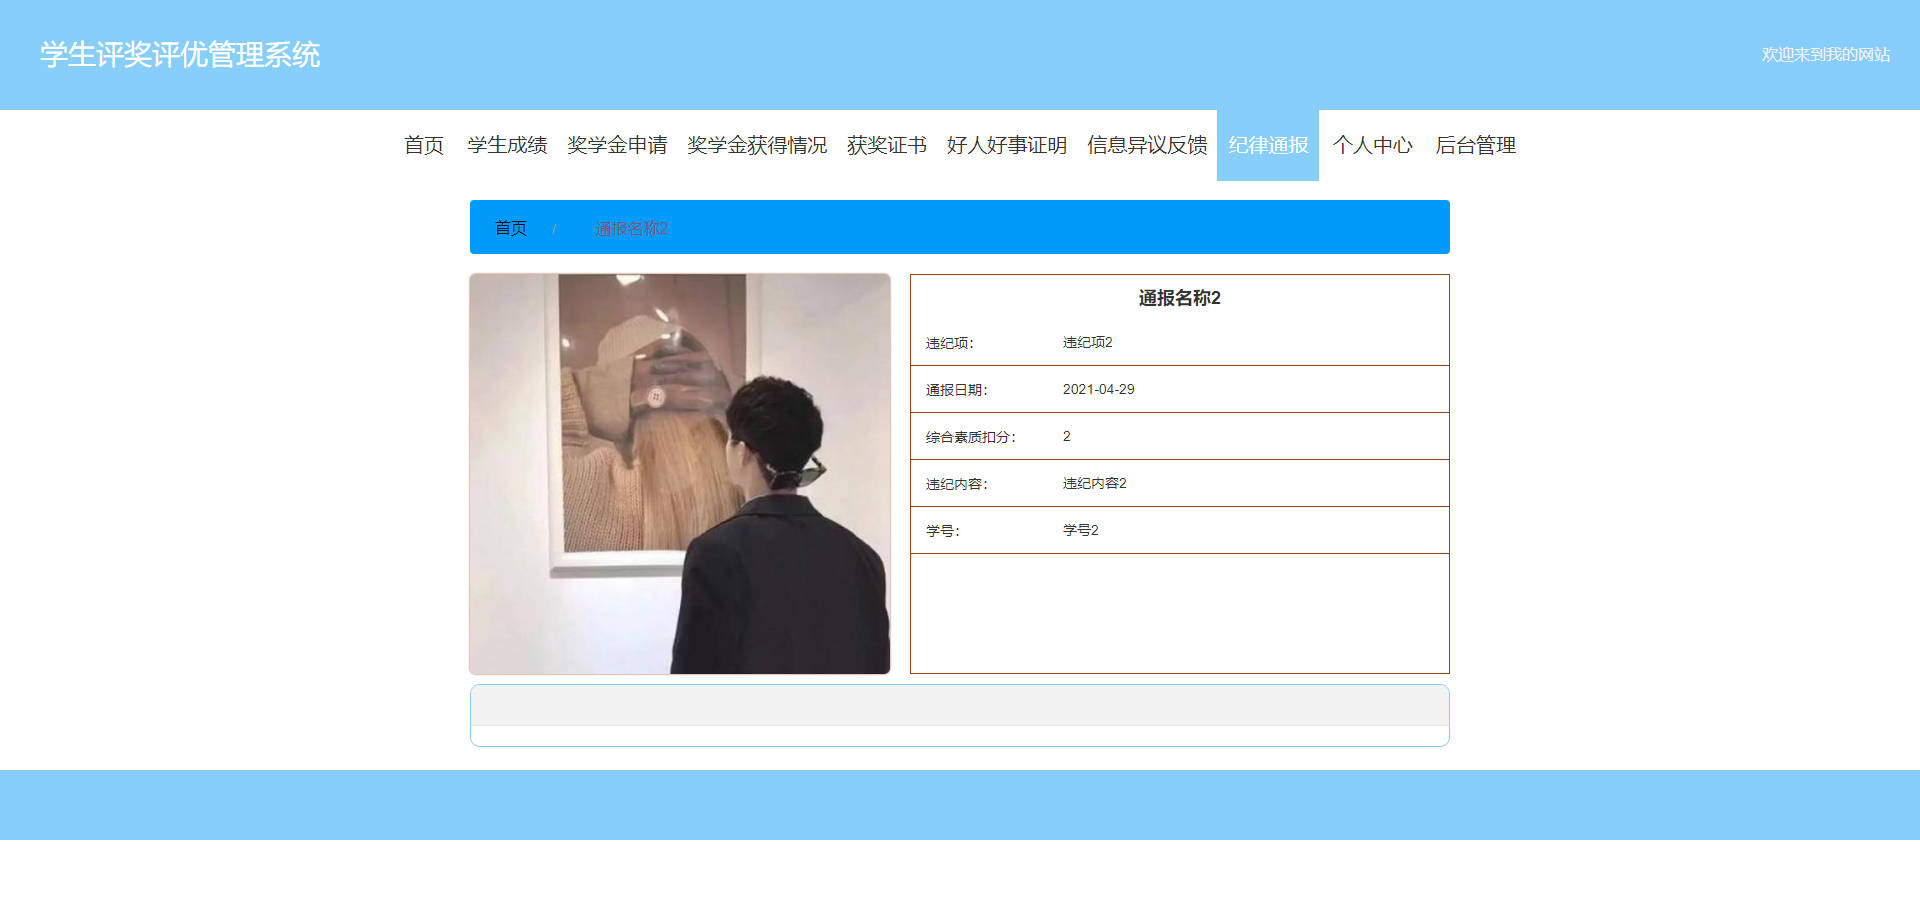 学生评奖评优管理系统
欢迎来到我的网站
首页 学生成绩 奖学金申请 奖学金获得情况 获奖证书 好人好事证明 信息异议反馈 纪律通报 个人中心 后台管理
首页 / 通报名称2
通报名称2
违纪项: 违纪项2
通报日期: 2021-04-29
综合素质扣分: 2
违纪内容: 违纪内容2
学号: 学号2